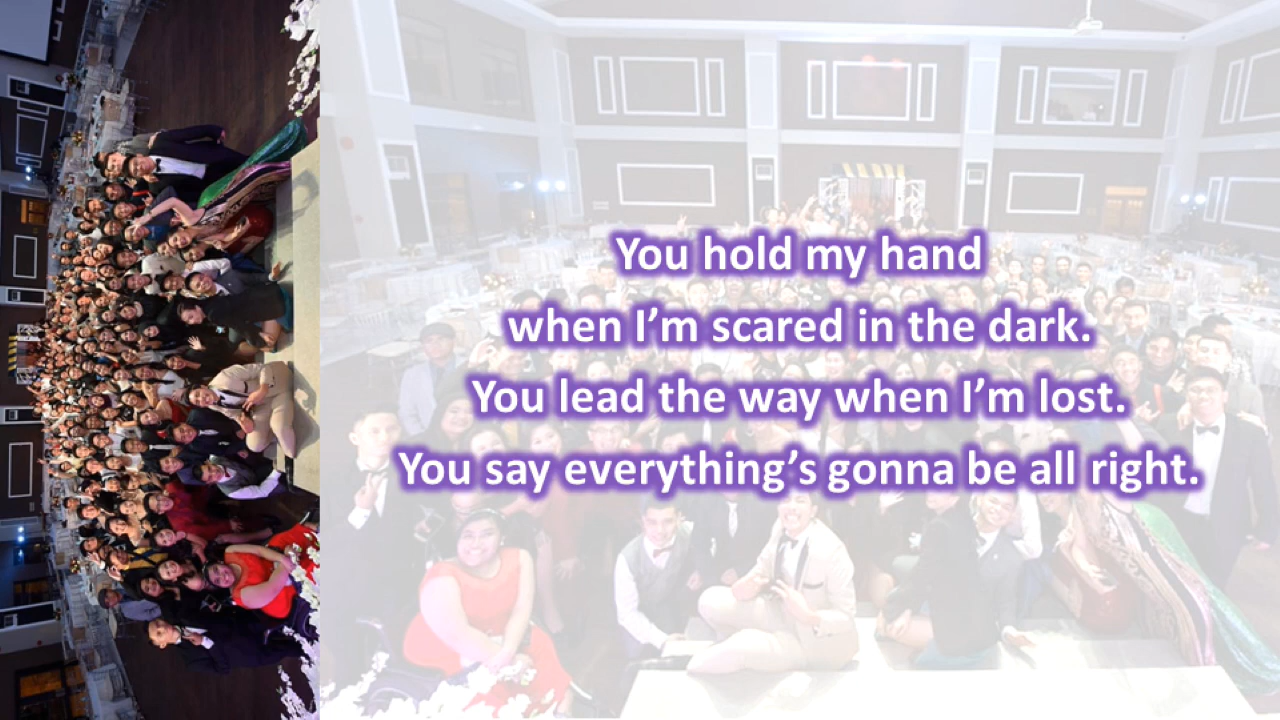 You hold my hand
when I’m scared in the dark.
You lead the way when I’m lost.
You say everything’s gonna be all right.